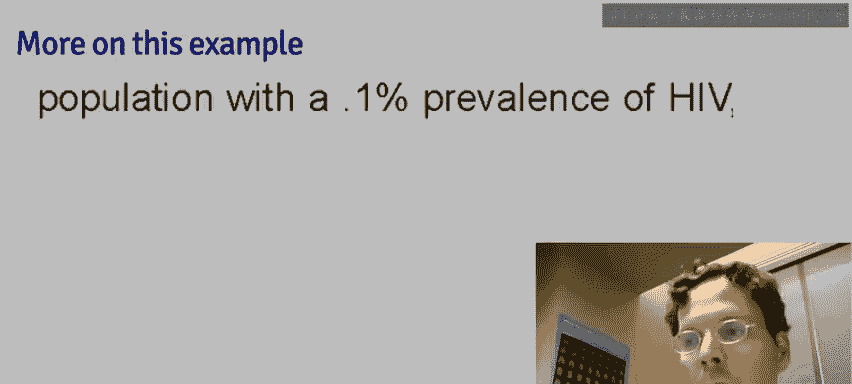 More on this example
population with a .1% prevalence of HIV,